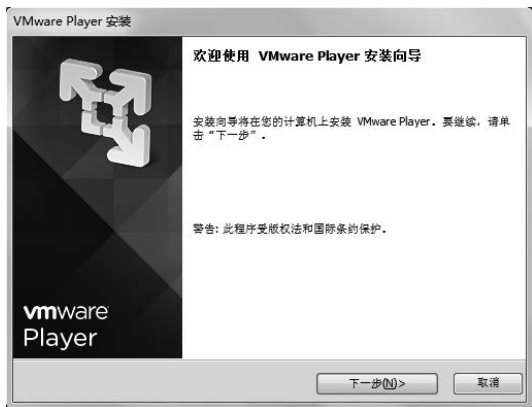 VMware Player 安装
欢迎使用 VMware Player 安装向导
安装向导将在您的计算机上安装 VMware Player。要继续，请单
击“下一步”。
警告: 此程序受版权法和国际条约保护。
vmware
Player
下一步(N)>
取消